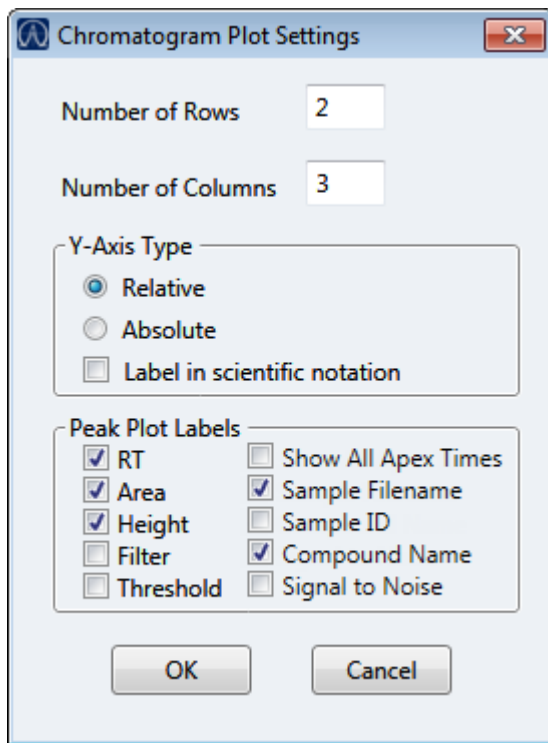 Chromatogram Plot Settings
Number of Rows 2
Number of Columns 3
Y-Axis Type
Relative
Absolute
Label in scientific notation
Peak Plot Labels
RT Show All Apex Times
Area Sample Filename
Height Sample ID
Filter Compound Name
Threshold Signal to Noise
OK Cancel